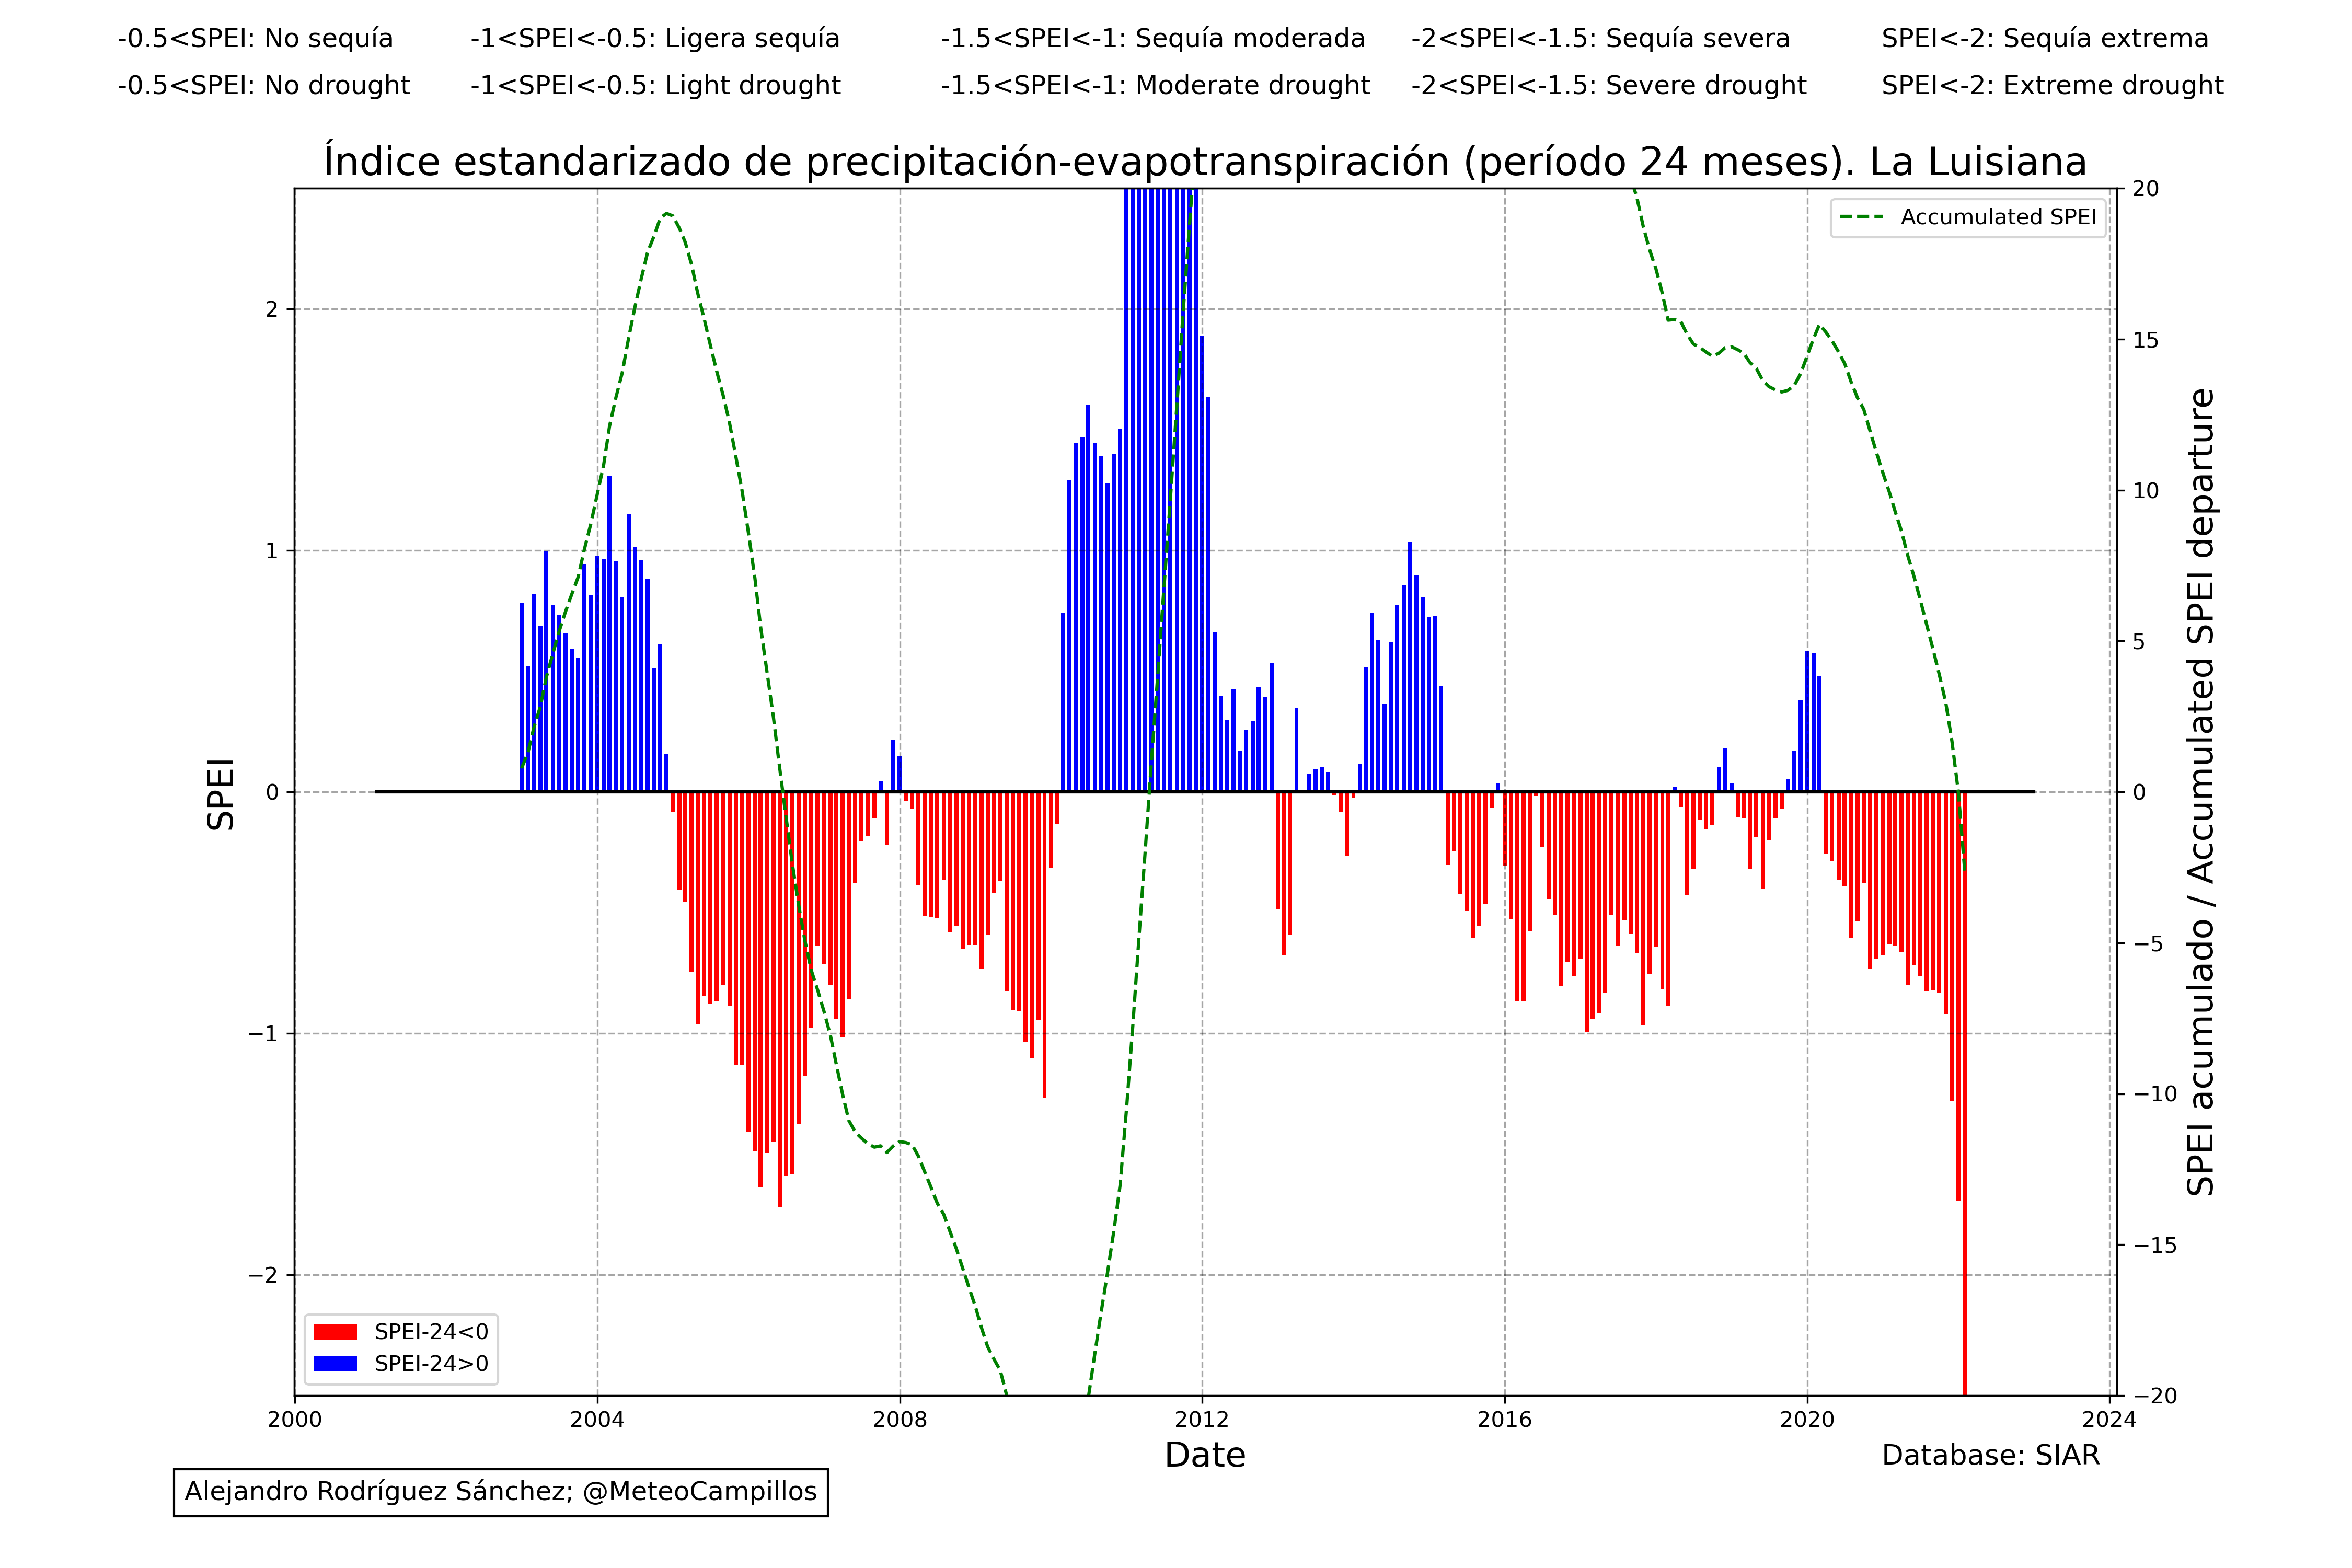 -0.5<SPEI: No sequía -1<SPEI<-0.5: Ligera sequía -1.5<SPEI<-1: Sequía moderada -2<SPEI<-1.5: Sequía severa SPEI<-2: Sequía extrema
-0.5<SPEI: No drought -1<SPEI<-0.5: Light drought -1.5<SPEI<-1: Moderate drought -2<SPEI<-1.5: Severe drought SPEI<-2: Extreme drought
Índice estandarizado de precipitación-evapotranspiración (período 24 meses). La Luisiana
Accumulated SPEI
2
1
0
−1
−2
SPEI
20
15
10
5
0
−5
−10
−15
−20
SPEI acumulado / Accumulated SPEI departure
SPEI-24<0
SPEI-24>0
2000 2004 2008 2012 2016 2020 2024
Date
Database: SIAR
Alejandro Rodríguez Sánchez; @MeteoCampillos